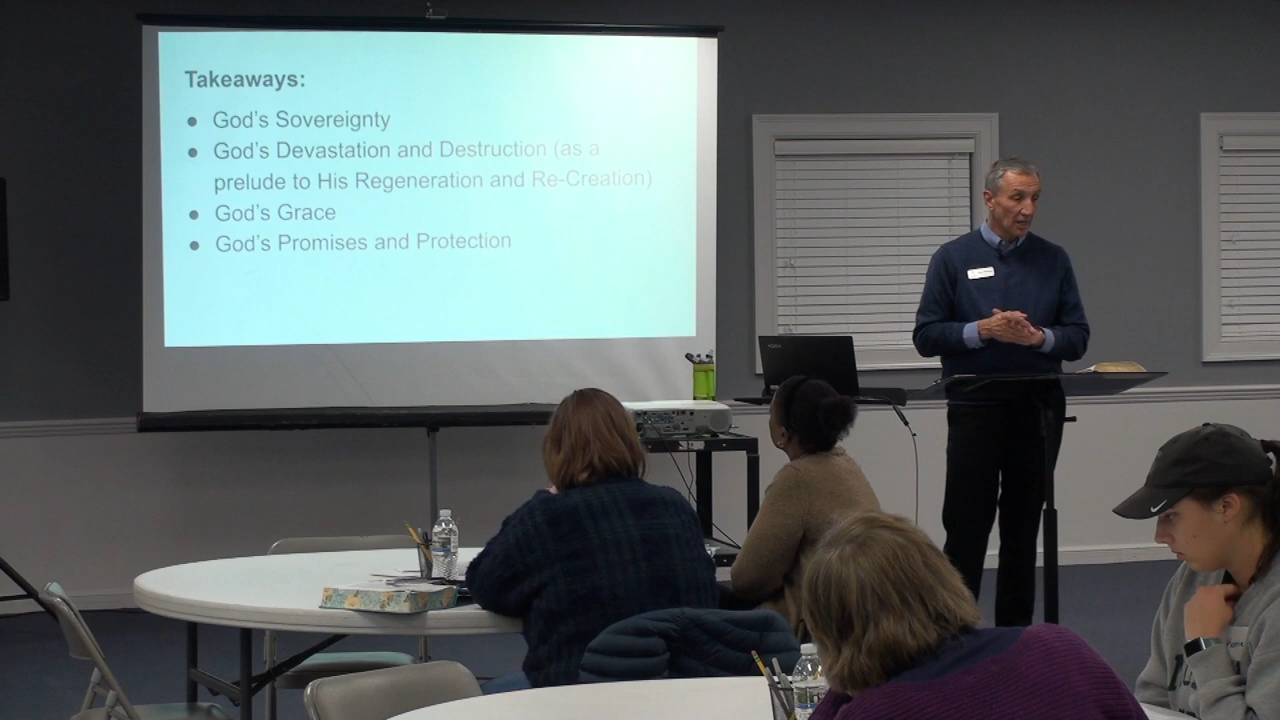 Takeaways:
● God's Sovereignty
● God's Devastation and Destruction (as a
prelude to His Regeneration and Re-Creation)
● God's Grace
● God's Promises and Protection